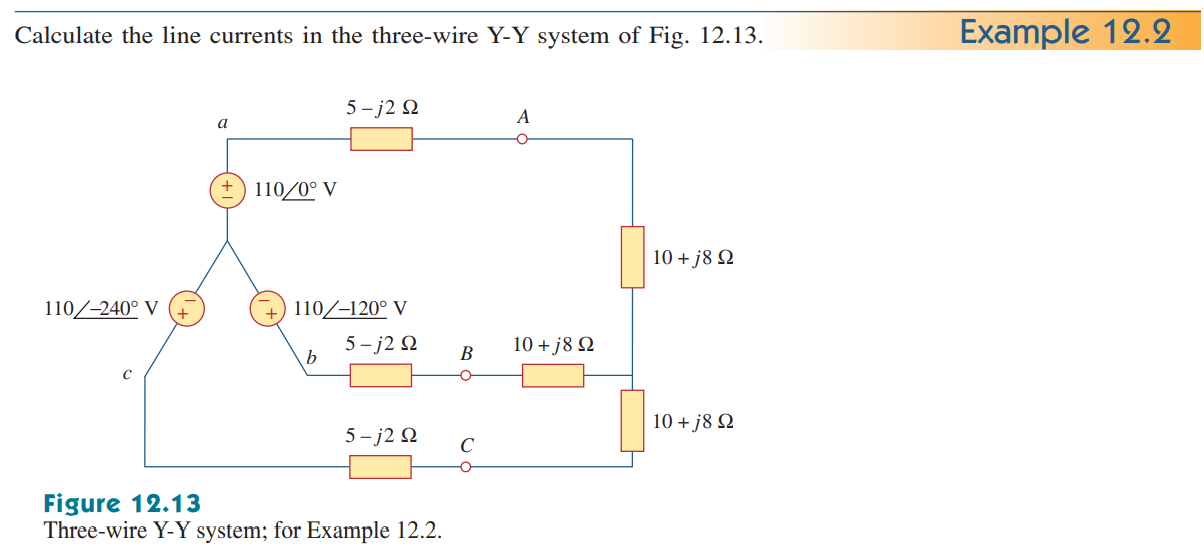 Calculate the line currents in the three-wire Y-Y system of Fig. 12.13.
Example 12.2
5 – j2 Ω
a
A
+
–
110∠0° V
10 + j8 Ω
110∠–240° V
–
+
–
+
110∠–120° V
5 – j2 Ω
10 + j8 Ω
b
B
c
10 + j8 Ω
5 – j2 Ω
C
Figure 12.13
Three-wire Y-Y system; for Example 12.2.